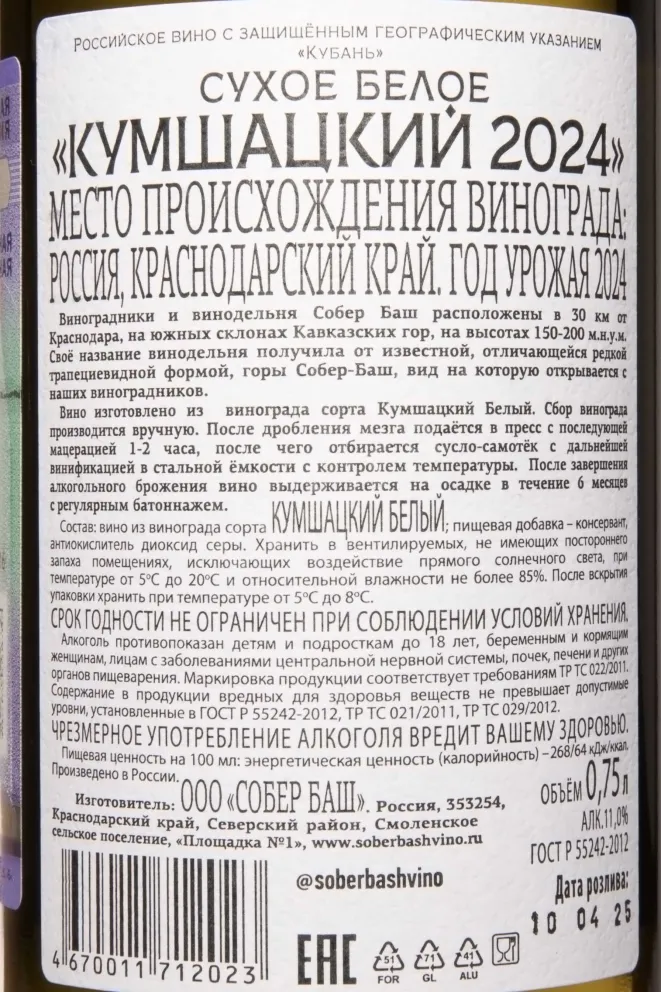 Российское вино с защищённым географическим указанием
«Кубань»
СУХОЕ БЕЛОЕ
«КУМШАЦКИЙ 2024»
МЕСТО ПРОИСХОЖДЕНИЯ ВИНОГРАДА:
РОССИЯ, КРАСНОДАРСКИЙ КРАЙ. ГОД УРОЖАЯ 2024
Виноградники и винодельня Собер Баш расположены в 30 км от
Краснодара, на южных склонах Кавказских гор, на высотах 150-200 м.н.у.м.
Своё название винодельня получила от известной, отличающейся редкой
трапециевидной формой, горы Собер-Баш, вид на которую открывается с
наших виноградников.
Вино изготовлено из винограда сорта Кумшацкий Белый. Сбор винограда
производится вручную. После дробления мезга подаётся в пресс с последующей
мацерацией 1-2 часа, после чего отбирается сусло-самотёк с дальнейшей
винификацией в стальной ёмкости с контролем температуры. После завершения
алкогольного брожения вино выдерживается на осадке в течение 6 месяцев
с регулярным батоннажем.
Состав: вино из винограда сорта КУМШАЦКИЙ БЕЛЫЙ; пищевая добавка – консервант,
антиокислитель диоксид серы. Хранить в вентилируемых, не имеющих постороннего
запаха помещениях, исключающих воздействие прямого солнечного света, при
температуре от 5°С до 20°С и относительной влажности не более 85%. После вскрытия
упаковки хранить при температуре от 5°С до 8°С.
СРОК ГОДНОСТИ НЕ ОГРАНИЧЕН ПРИ СОБЛЮДЕНИИ УСЛОВИЙ ХРАНЕНИЯ.
Алкоголь противопоказан детям и подросткам до 18 лет, беременным и кормящим
женщинам, лицам с заболеваниями центральной нервной системы, почек, печени и других
органов пищеварения. Маркировка продукции соответствует требованиям ТР ТС 022/2011.
Содержание в продукции вредных для здоровья веществ не превышает допустимые
уровни, установленные в ГОСТ Р 55242-2012, ТР ТС 021/2011, ТР ТС 029/2012.
ЧРЕЗМЕРНОЕ УПОТРЕБЛЕНИЕ АЛКОГОЛЯ ВРЕДИТ ВАШЕМУ ЗДОРОВЬЮ.
Пищевая ценность на 100 мл: энергетическая ценность (калорийность) –268/64 кДж/ккал.
Произведено в России.
Изготовитель: ООО «СОБЕР БАШ». Россия, 353254,
Краснодарский край, Северский район, Смоленское
сельское поселение, «Площадка №1», www.soberbashvino.ru
ОБЪЁМ 0,75 л
АЛК.11,0%
ГОСТ Р 55242-2012
Дата розлива:
10 04 25
@soberbashvino
4 670011 712023
EAC
51 FOR
71 GL
41 ALU